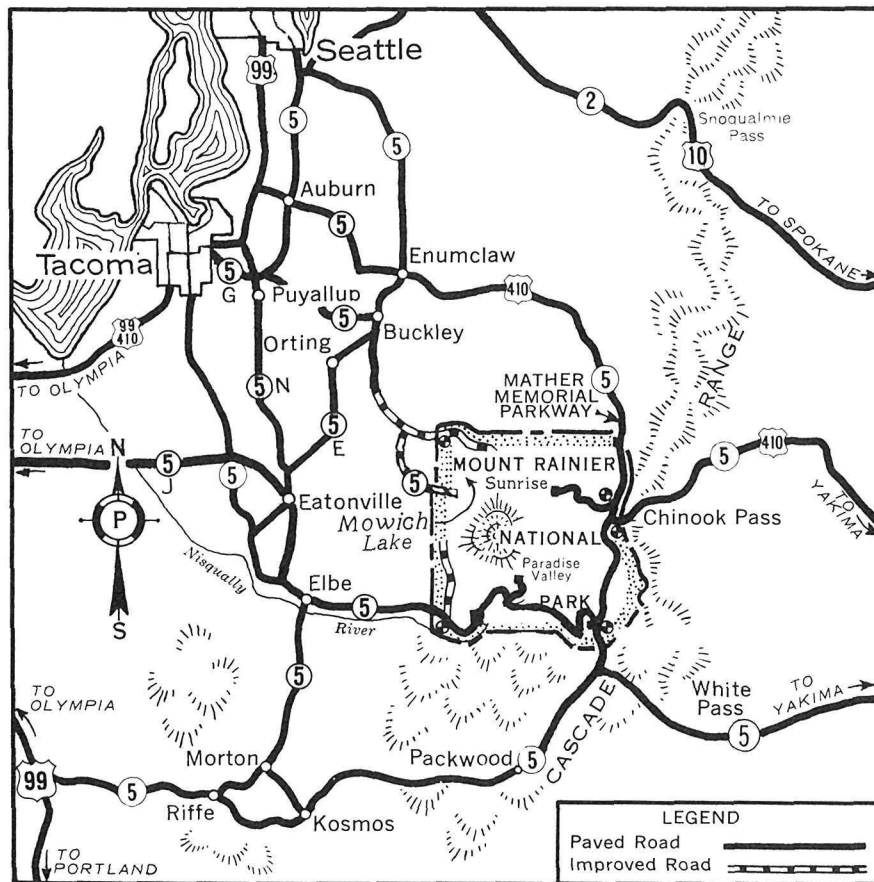 Seattle
99
5
2
Snoqualmie
Pass
10
TO SPOKANE
5
Auburn
Tacoma
5
G
Puyallup
Enumclaw
410
5
Buckley
99
410
TO OLYMPIA
Orting
5
N
5
E
MATHER
MEMORIAL
PARKWAY
5
RANGE
TO
OLYMPIA
N
5
J
5
P
S
MOUNT RAINIER
Sunrise
5
5
410
TO
YAKIMA
Eatonville
Mowich
Lake
NATIONAL
Chinook Pass
Paradise
Valley
PARK
Nisqually
Elbe
5
River
TO
OLYMPIA
White
Pass
TO
YAKIMA
5
CASCADE
5
Morton
Packwood
5
99
5
Riffe
Kosmos
TO
PORTLAND
LEGEND
Paved Road
Improved Road